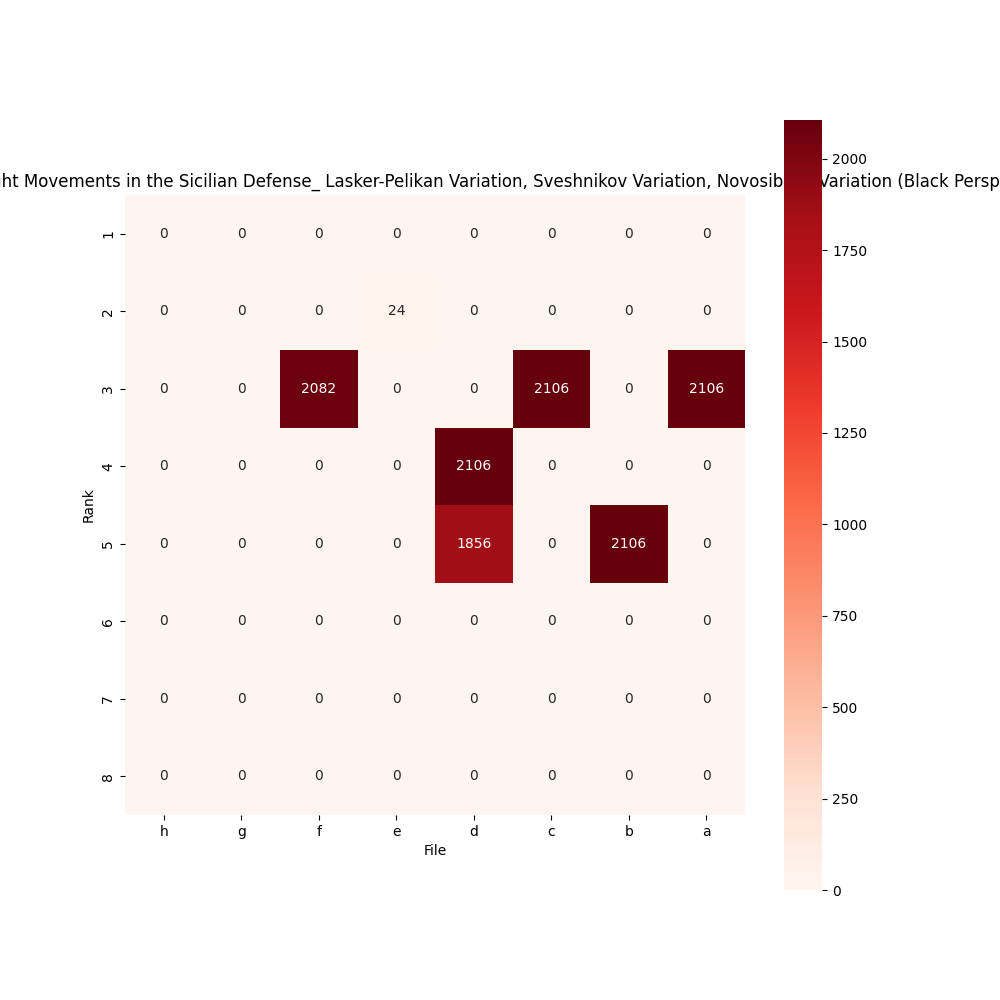 ht Movements in the Sicilian Defense_ Lasker-Pelikan Variation, Sveshnikov Variation, Variation (Black Persp
2000
1750
1500
1250
1000
750
500
250
0
1 0 0 0 0 0 0 0 0
2 0 0 0 24 0 0 0 0
3 0 0 2082 0 0 2106 0 2106
4 0 0 0 0 2106 0 0 0
5 0 0 0 0 1856 0 2106 0
6 0 0 0 0 0 0 0 0
7 0 0 0 0 0 0 0 0
8 0 0 0 0 0 0 0 0
Rank
h g f e d c b a
File